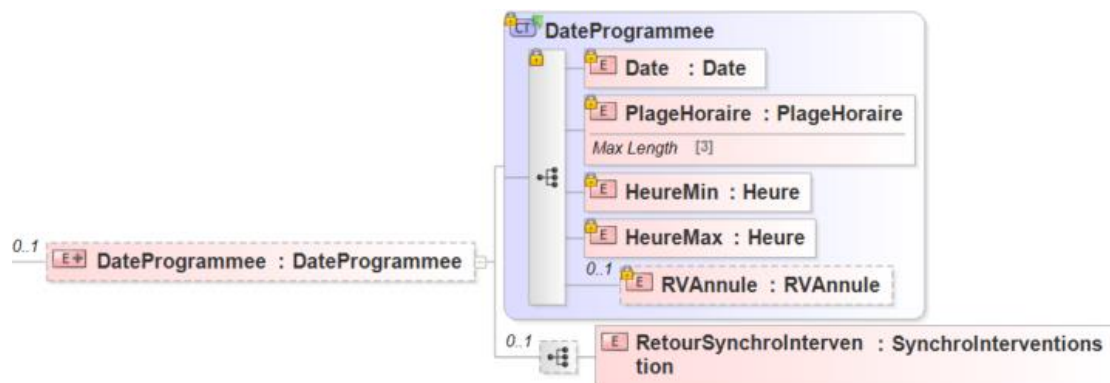 CT DateProgrammee
E Date : Date
E PlageHoraire : PlageHoraire
Max Length [3]
E HeureMin : Heure
E HeureMax : Heure
0..1
E RVAnnule : RVAnnule
0..1
E DateProgrammee : DateProgrammee
0..1
E RetourSynchroInterven : SynchroInterventions
tion